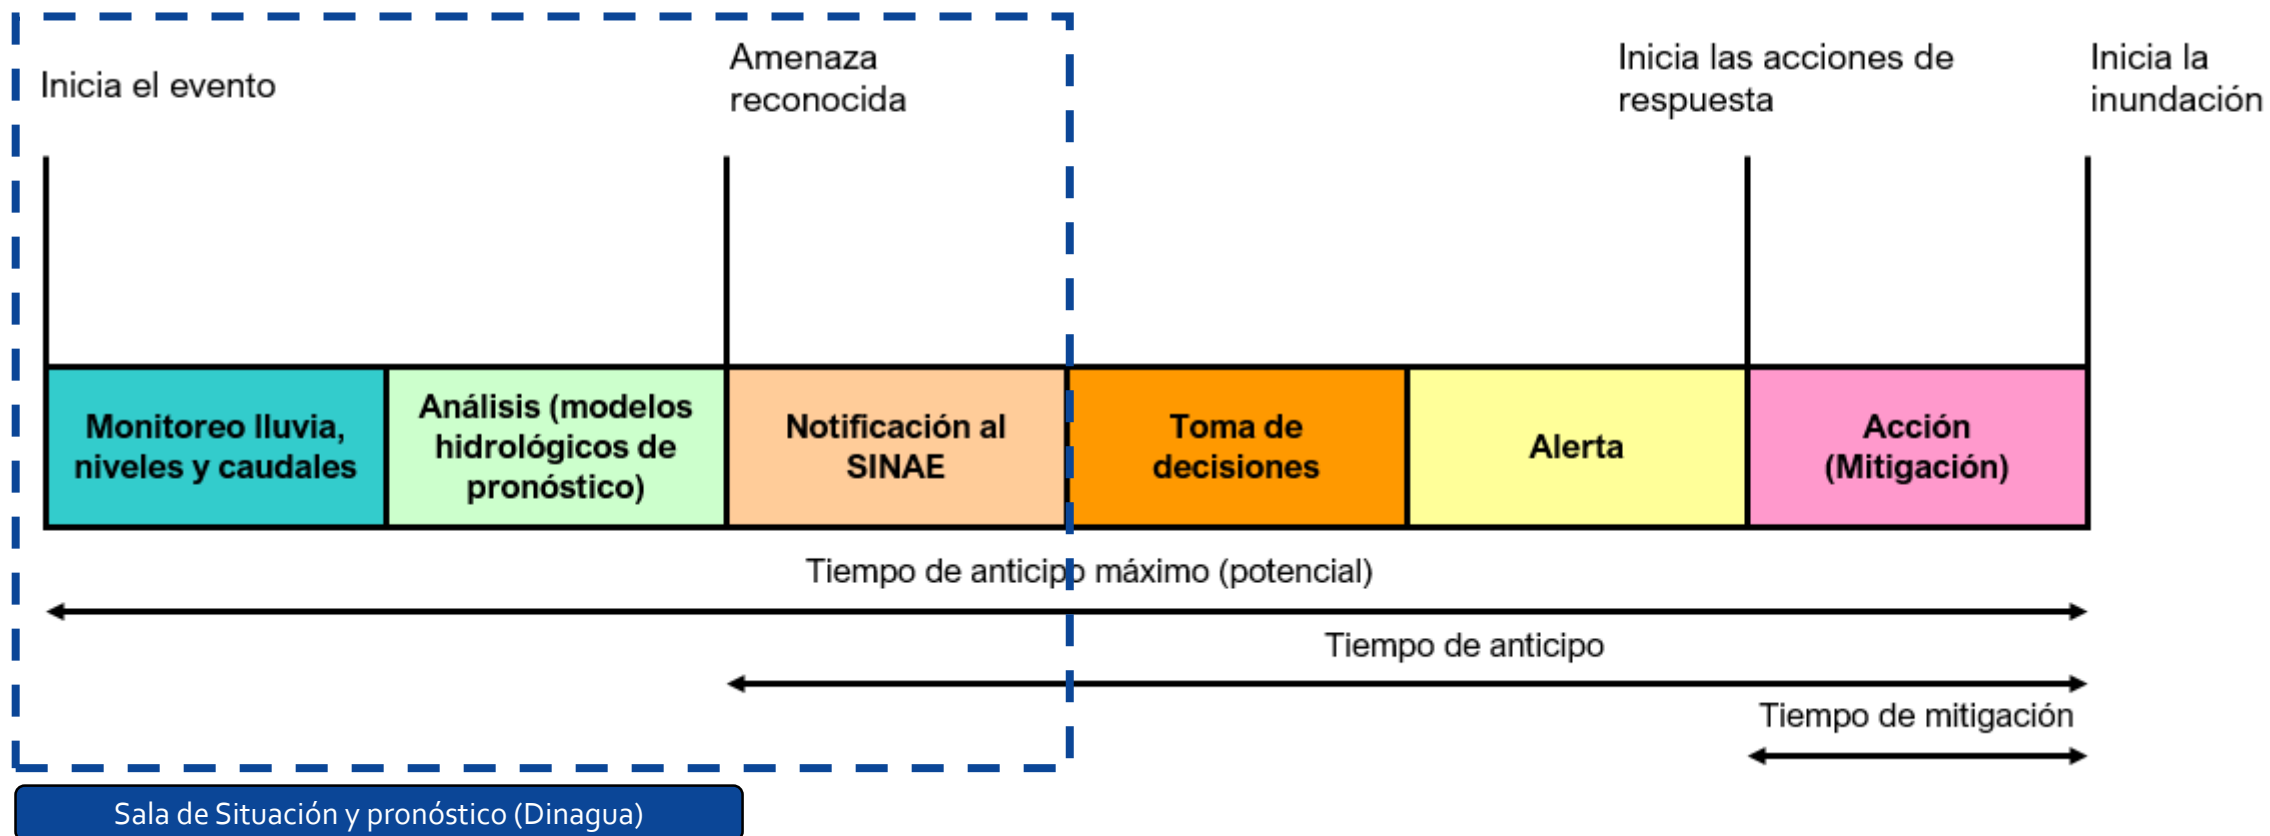 Inicia el evento
Amenaza
reconocida
Inicia las acciones de
respuesta
Inicia la
inundación
Monitoreo lluvia,
niveles y caudales
Análisis (modelos
hidrológicos de
pronóstico)
Notificación al
SINAE
Toma de
decisiones
Alerta
Acción
(Mitigación)
Tiempo de anticipo máximo (potencial)
Tiempo de anticipo
Tiempo de mitigación
Sala de Situación y pronóstico (Dinagua)